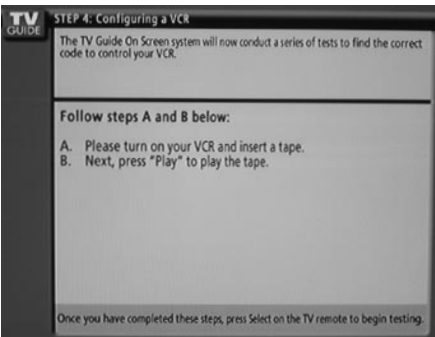 TV
GUIDE
STEP 4: Configuring a VCR
The TV Guide On Screen system will now conduct a series of tests to find the correct
code to control your VCR.
Follow steps A and B below:
A. Please turn on your VCR and insert a tape.
B. Next, press "Play" to play the tape.
Once you have completed these steps, press Select on the TV remote to begin testing.